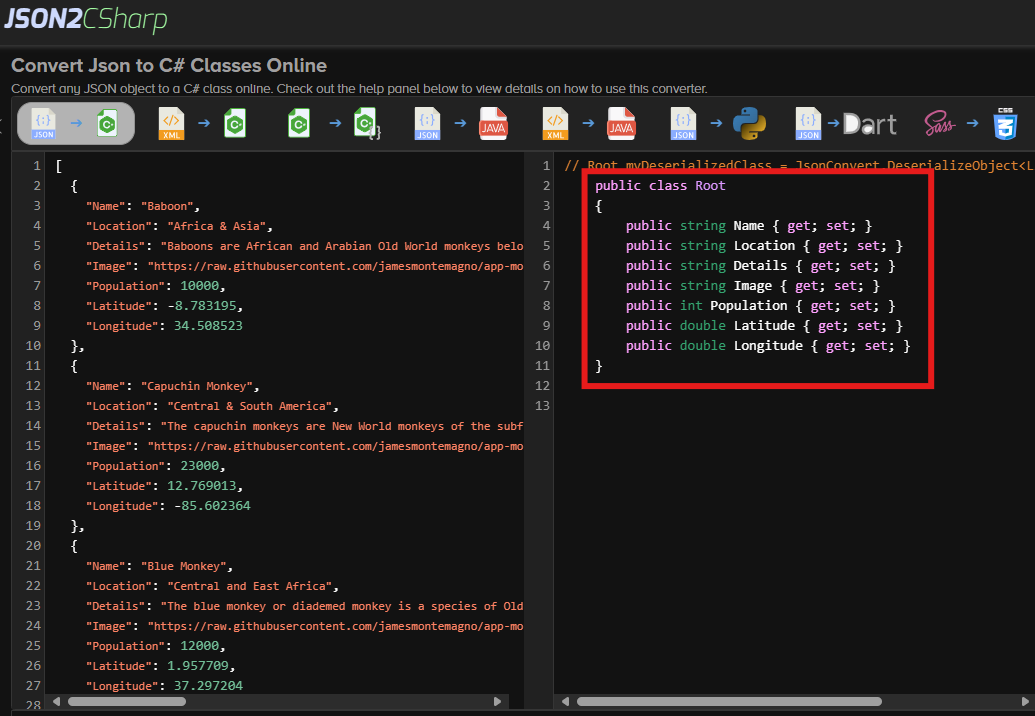 JSON2CSharp
Convert Json to C# Classes Online
Convert any JSON object to a C# class online. Check out the help panel below to view details on how to use this converter.
{;} JSON → C </> XML → C C → C {} {;} JSON → JAVA </> XML → JAVA {;} JSON → {;} JSON → Dart Sass → CSS 3
1 [
2 {
3 "Name": "Baboon",
4 "Location": "Africa & Asia",
5 "Details": "Baboons are African and Arabian Old World monkeys belo
6 "Image": "https://raw.githubusercontent.com/jamesmontemagno/app-mo
7 "Population": 10000,
8 "Latitude": -8.783195,
9 "Longitude": 34.508523
10 },
11 {
12 "Name": "Capuchin Monkey",
13 "Location": "Central & South America",
14 "Details": "The capuchin monkeys are New World monkeys of the subf
15 "Image": "https://raw.githubusercontent.com/jamesmontemagno/app-mo
16 "Population": 23000,
17 "Latitude": 12.769013,
18 "Longitude": -85.602364
19 },
20 {
21 "Name": "Blue Monkey",
22 "Location": "Central and East Africa",
23 "Details": "The blue monkey or diademed monkey is a species of Old
24 "Image": "https://raw.githubusercontent.com/jamesmontemagno/app-mo
25 "Population": 12000,
26 "Latitude": 1.957709,
27 "Longitude": 37.297204
28
1 // Root myDeserializedClass = JsonConvert.DeserializeObject<L
2 public class Root
3 {
4 public string Name { get; set; }
5 public string Location { get; set; }
6 public string Details { get; set; }
7 public string Image { get; set; }
8 public int Population { get; set; }
9 public double Latitude { get; set; }
10 public double Longitude { get; set; }
11 }
12
13